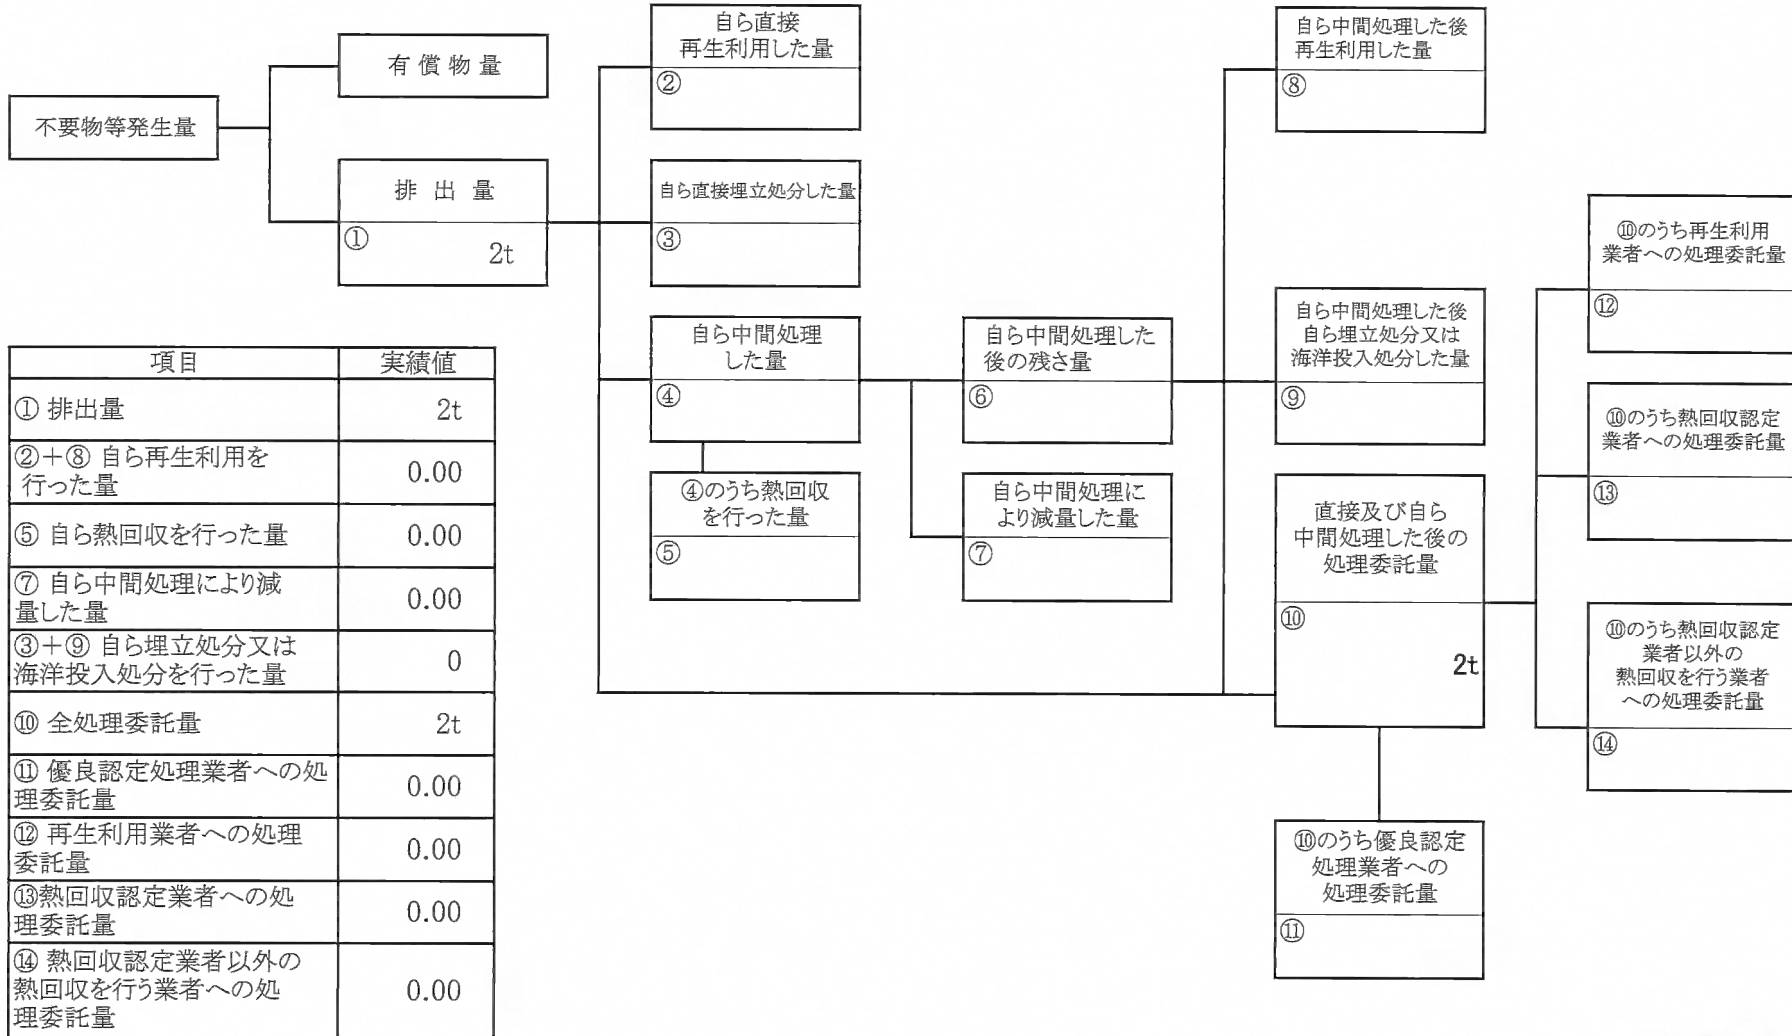 不要物等発生量
有償物量
排出量
①
2t
自ら直接
再生利用した量
②
自ら直接埋立処分した量
③
自ら中間処理
した量
④
④のうち熱回収
を行った量
⑤
自ら中間処理した
後の残さ量
⑥
自ら中間処理に
より減量した量
⑦
自ら中間処理した後
再生利用した量
⑧
自ら中間処理した後
自ら埋立処分又は
海洋投入処分した量
⑨
直接及び自ら
中間処理した後の
処理委託量
⑩
2t
⑩のうち優良認定
処理業者への
処理委託量
⑪
⑩のうち再生利用
業者への処理委託量
⑫
⑩のうち熱回収認定
業者への処理委託量
⑬
⑩のうち熱回収認定
業者以外の
熱回収を行う業者
への処理委託量
⑭
項目 実績値
① 排出量 2t
②+⑧ 自ら再生利用を
行った量 0.00
⑤ 自ら熱回収を行った量 0.00
⑦ 自ら中間処理により減
量した量 0.00
③+⑨ 自ら埋立処分又は
海洋投入処分を行った量 0
⑩ 全処理委託量 2t
⑪ 優良認定処理業者への処
理委託量 0.00
⑫ 再生利用業者への処理
委託量 0.00
⑬熱回収認定業者への処
理委託量 0.00
⑭ 熱回収認定業者以外の
熱回収を行う業者への処
理委託量 0.00